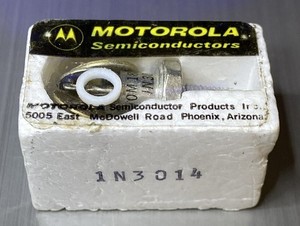 MOTOROLA
Semiconductors
MOTOROLA Semiconductor Products Inc.
5005 East McDowell Road Phoenix, Arizona
1N3014